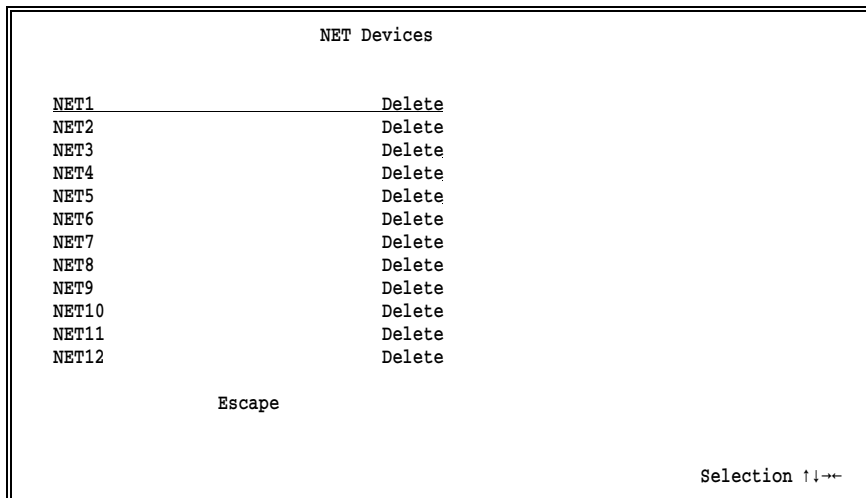 NET Devices
NET1 Delete
NET2 Delete
NET3 Delete
NET4 Delete
NET5 Delete
NET6 Delete
NET7 Delete
NET8 Delete
NET9 Delete
NET10 Delete
NET11 Delete
NET12 Delete
Escape
Selection ↑↓→←